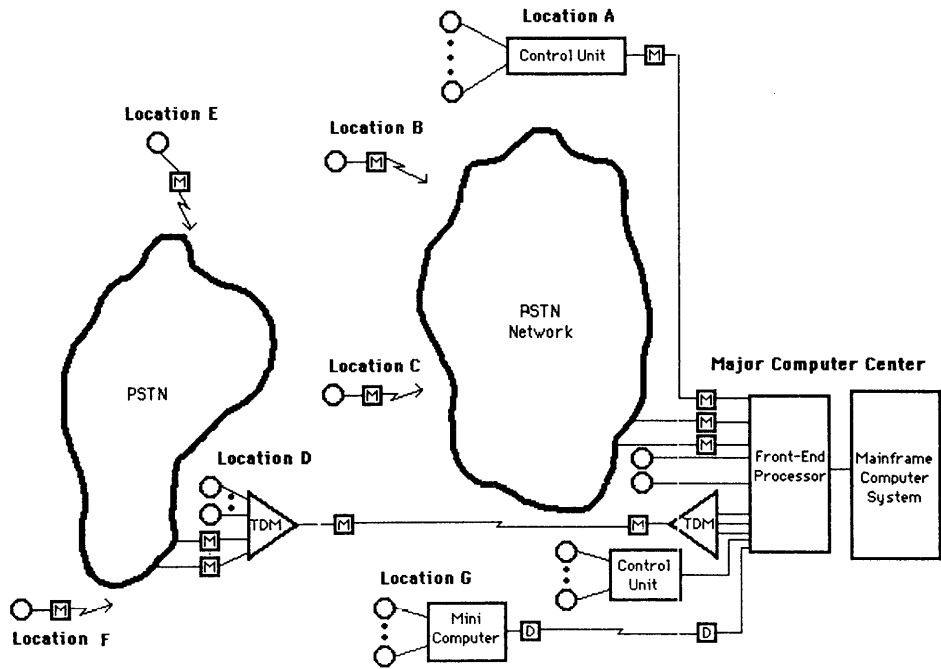 Location A
Control Unit
M
Location E
Location B
M
M
PSTN
Network
Location C
M
Major Computer Center
PSTN
M
M
M
Front-End
Processor
Mainframe
Computer
System
Location D
TDM
M
M
TDM
M
M
Control
Unit
Location G
Mini
Computer
D
D
M
Location F